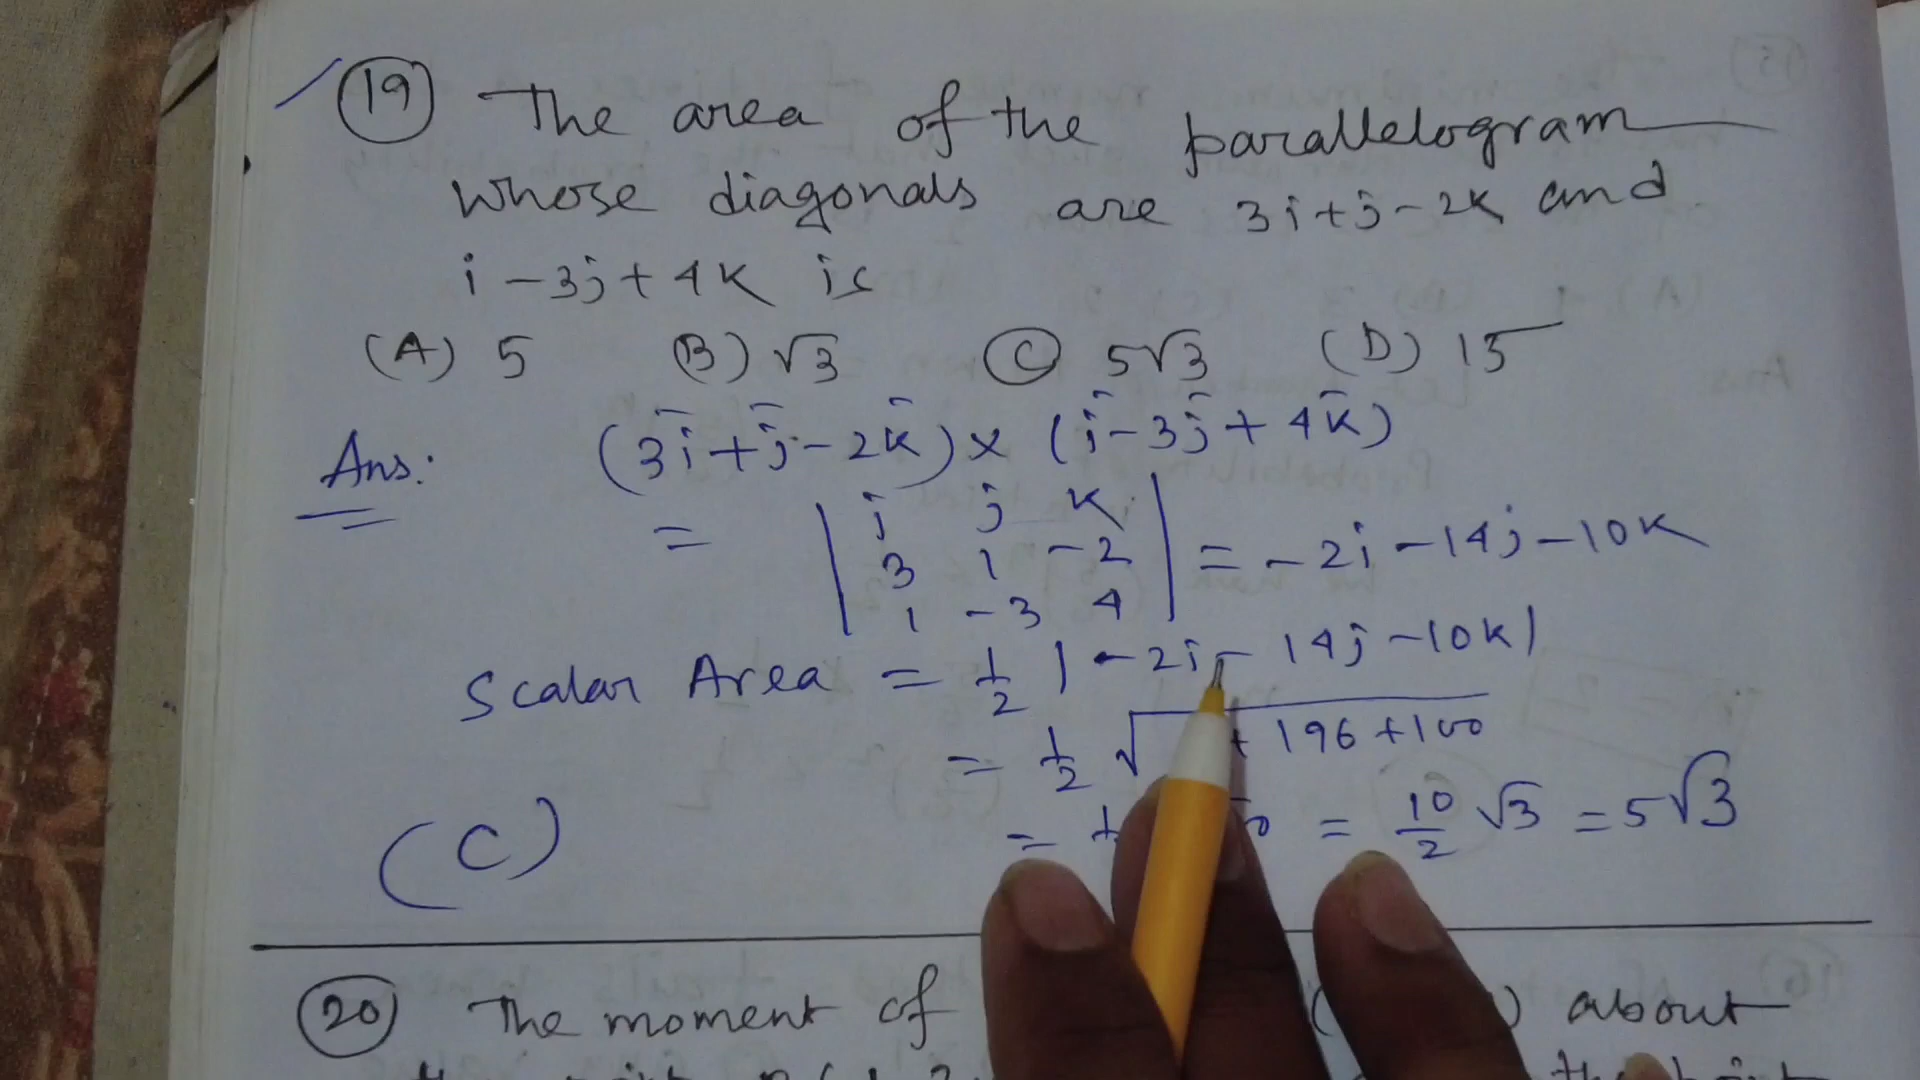 19 The area of the parallelogram
whose diagonals are 3i+j-2k and
i-3j+4k is
(A) 5 (B) √3 (C) 5√3 (D) 15
Ans: (3i̅+j̅-2k̅) × (i̅-3j̅+4k̅)
= | i j k
3 1 -2
1 -3 4 | = -2i-14j-10k
Scalar Area = 1/2 |-2i-14j-10k|
= 1/2 √ + 196+100
(C) = = 10/2 √3 = 5√3
20 The moment of ( ) about